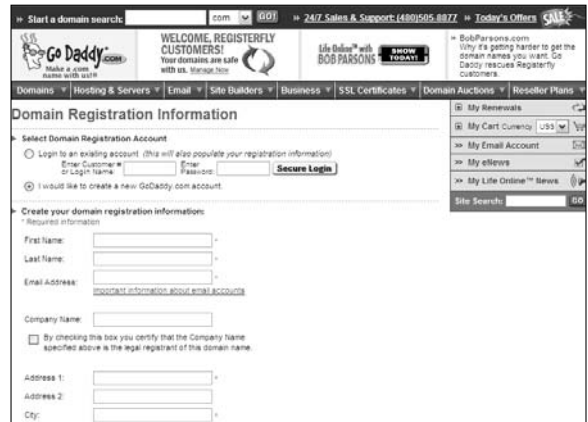 » Start a domain search: com GO! » 24/7 Sales & Support: (480)505-8877 » Today's Offers SALE
Go Daddy.COM
Make a .com
name with us!®
WELCOME, REGISTERFLY
CUSTOMERS!
Your domains are safe
with us. Manage Now
Life Online™ with
BOB PARSONS
SHOW
TODAY!
» BobParsons.com
Why it's getting harder to get the
domain names you want. Go
Daddy rescues Registerfly
customers.
Domains Hosting & Servers Email Site Builders Business SSL Certificates Domain Auctions Reseller Plans
Domain Registration Information
My Renewals
My Cart Currency: US$
» My Email Account
» My eNews
» My Life Online™ News
Site Search: GO
Select Domain Registration Account
Login to an existing account (this will also populate your registration information)
Enter Customer #
or Login Name:
Enter
Password:
Secure Login
I would like to create a new GoDaddy.com account.
Create your domain registration information:
* Required information
First Name: *
Last Name: *
Email Address: *
Important information about email accounts
Company Name:
By checking this box you certify that the Company Name
specified above is the legal registrant of this domain name.
Address 1: *
Address 2:
City: *